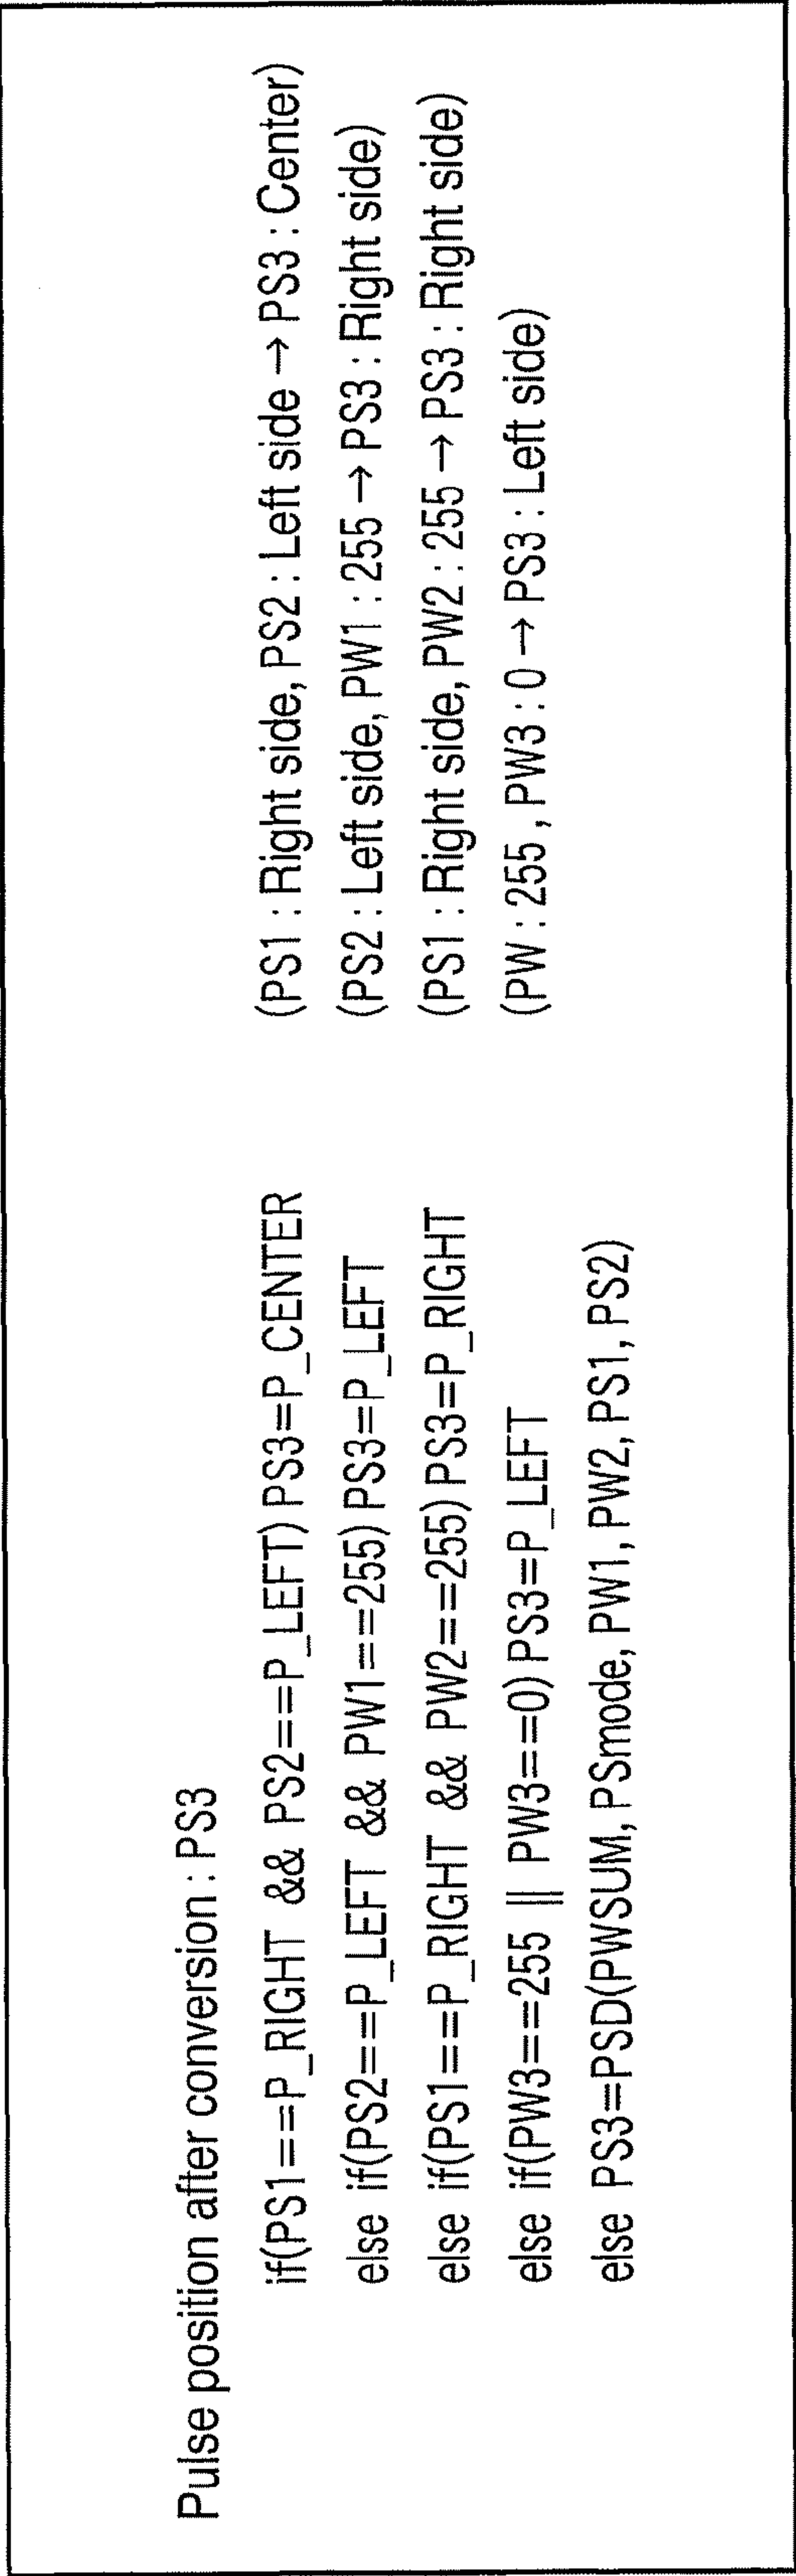 Pulse position after conversion : PS3
if(PS1==P_RIGHT && PS2==P_LEFT) PS3=P_CENTER (PS1 : Right side, PS2 : Left side → PS3 : Center)
else if(PS2==P_LEFT && PW1==255) PS3=P_LEFT (PS2 : Left side, PW1 : 255 → PS3 : Right side)
else if(PS1==P_RIGHT && PW2==255) PS3=P_RIGHT (PS1 : Right side, PW2 : 255 → PS3 : Right side)
else if(PW3==255 || PW3==0) PS3=P_LEFT (PW : 255 , PW3 : 0 → PS3 : Left side)
else PS3=PSD(PWSUM, PSmode, PW1, PW2, PS1, PS2)